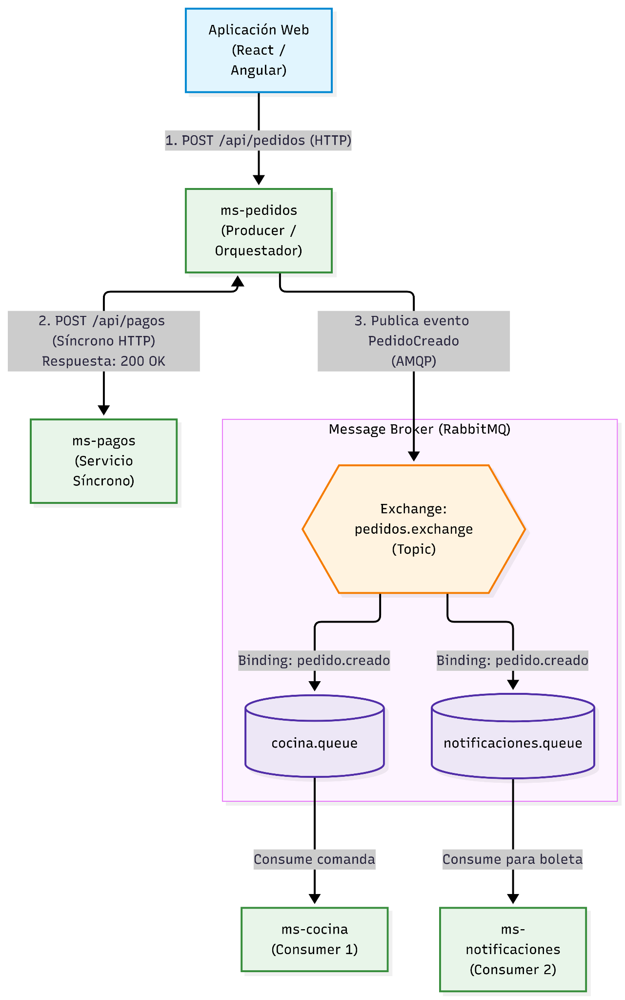 Aplicación Web
(React /
Angular)
1. POST /api/pedidos (HTTP)
ms-pedidos
(Producer /
Orquestador)
2. POST /api/pagos
(Síncrono HTTP)
Respuesta: 200 OK
3. Publica evento
PedidoCreado
(AMQP)
ms-pagos
(Servicio
Síncrono)
Message Broker (RabbitMQ)
Exchange:
pedidos.exchange
(Topic)
Binding: pedido.creado
Binding: pedido.creado
cocina.queue
notificaciones.queue
Consume comanda
Consume para boleta
ms-cocina
(Consumer 1)
ms-
notificaciones
(Consumer 2)